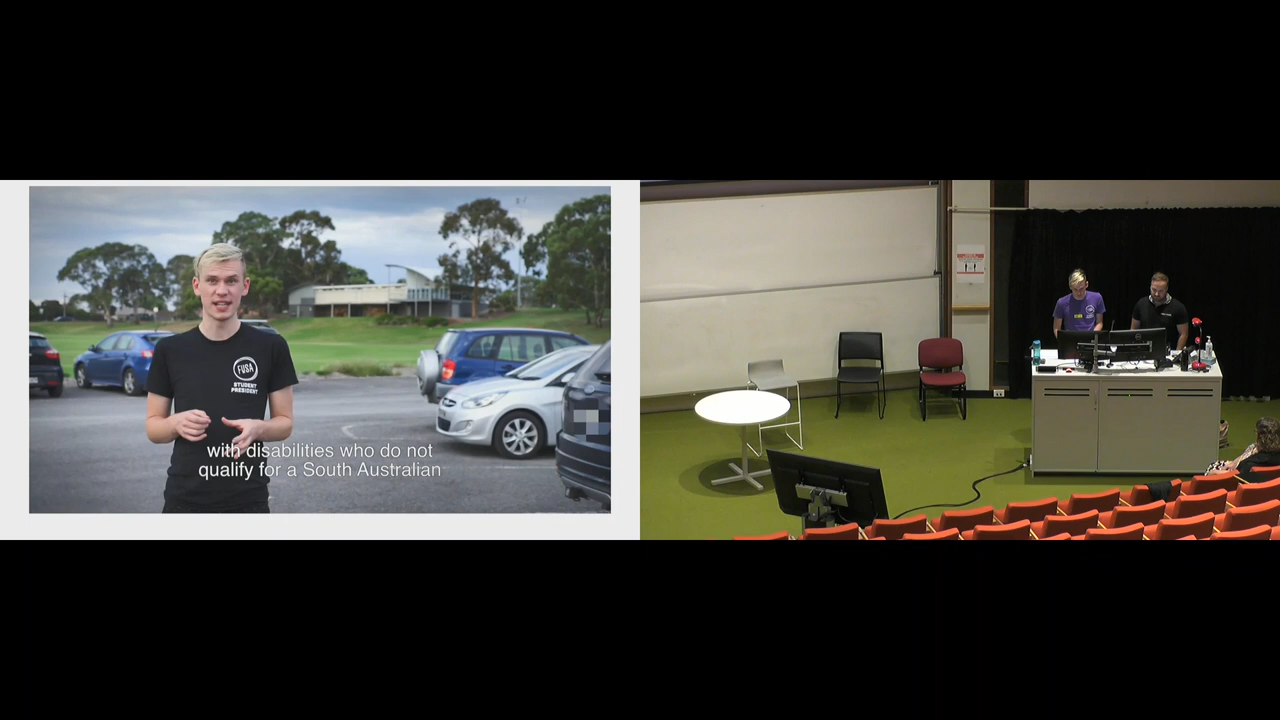 FUSA
STUDENT
PRESIDENT
with disabilities who do not
qualify for a South Australian